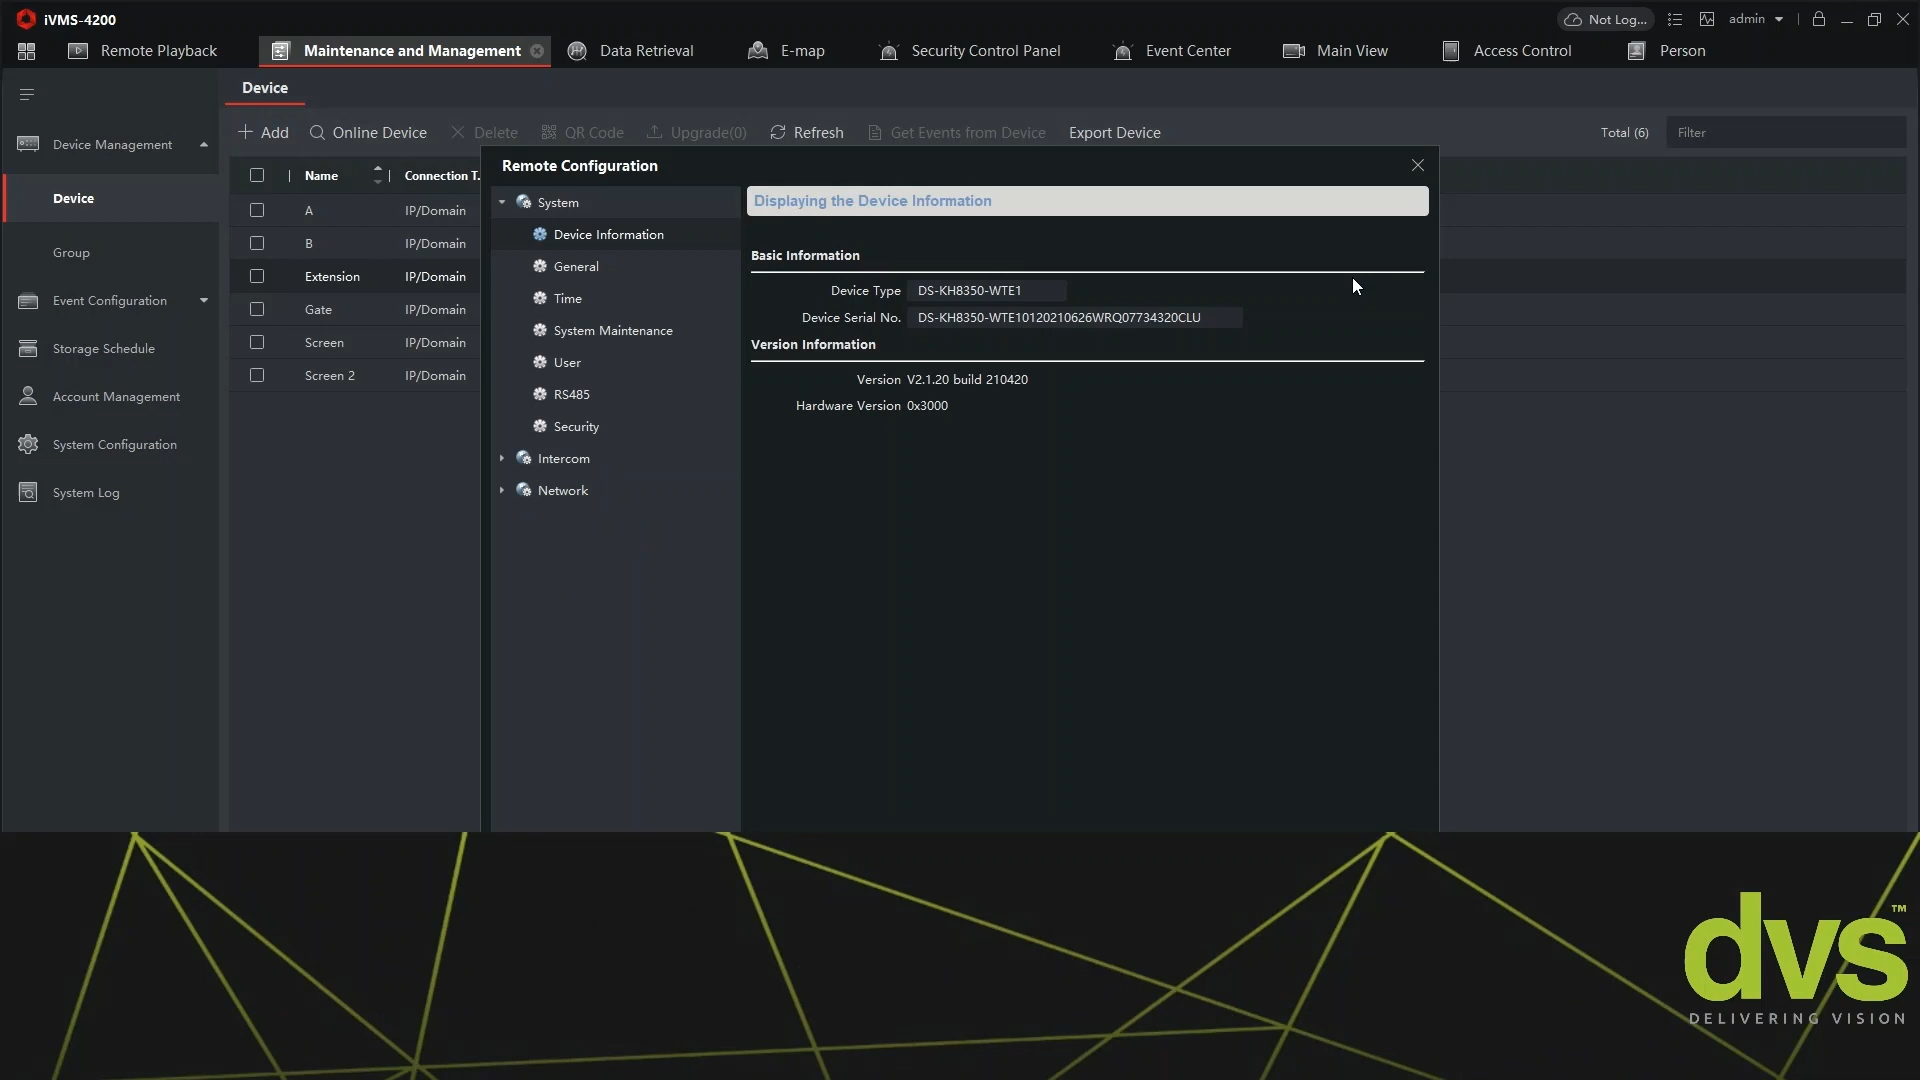 iVMS-4200
Not Log...
admin
Remote Playback
Maintenance and Management
Data Retrieval
E-map
Security Control Panel
Event Center
Main View
Access Control
Person
Device
Add
Online Device
Delete
QR Code
Upgrade(0)
Refresh
Get Events from Device
Export Device
Total (6)
Filter
Device Management
Device
Group
Event Configuration
Storage Schedule
Account Management
System Configuration
System Log
Name
Connection T.
A IP/Domain
B IP/Domain
Extension IP/Domain
Gate IP/Domain
Screen IP/Domain
Screen 2 IP/Domain
Remote Configuration
System
Device Information
General
Time
System Maintenance
User
RS485
Security
Intercom
Network
Displaying the Device Information
Basic Information
Device Type DS-KH8350-WTE1
Device Serial No. DS-KH8350-WTE10120210626WRQ07734320CLU
Version Information
Version V2.1.20 build 210420
Hardware Version 0x3000
dvs™
DELIVERING VISION